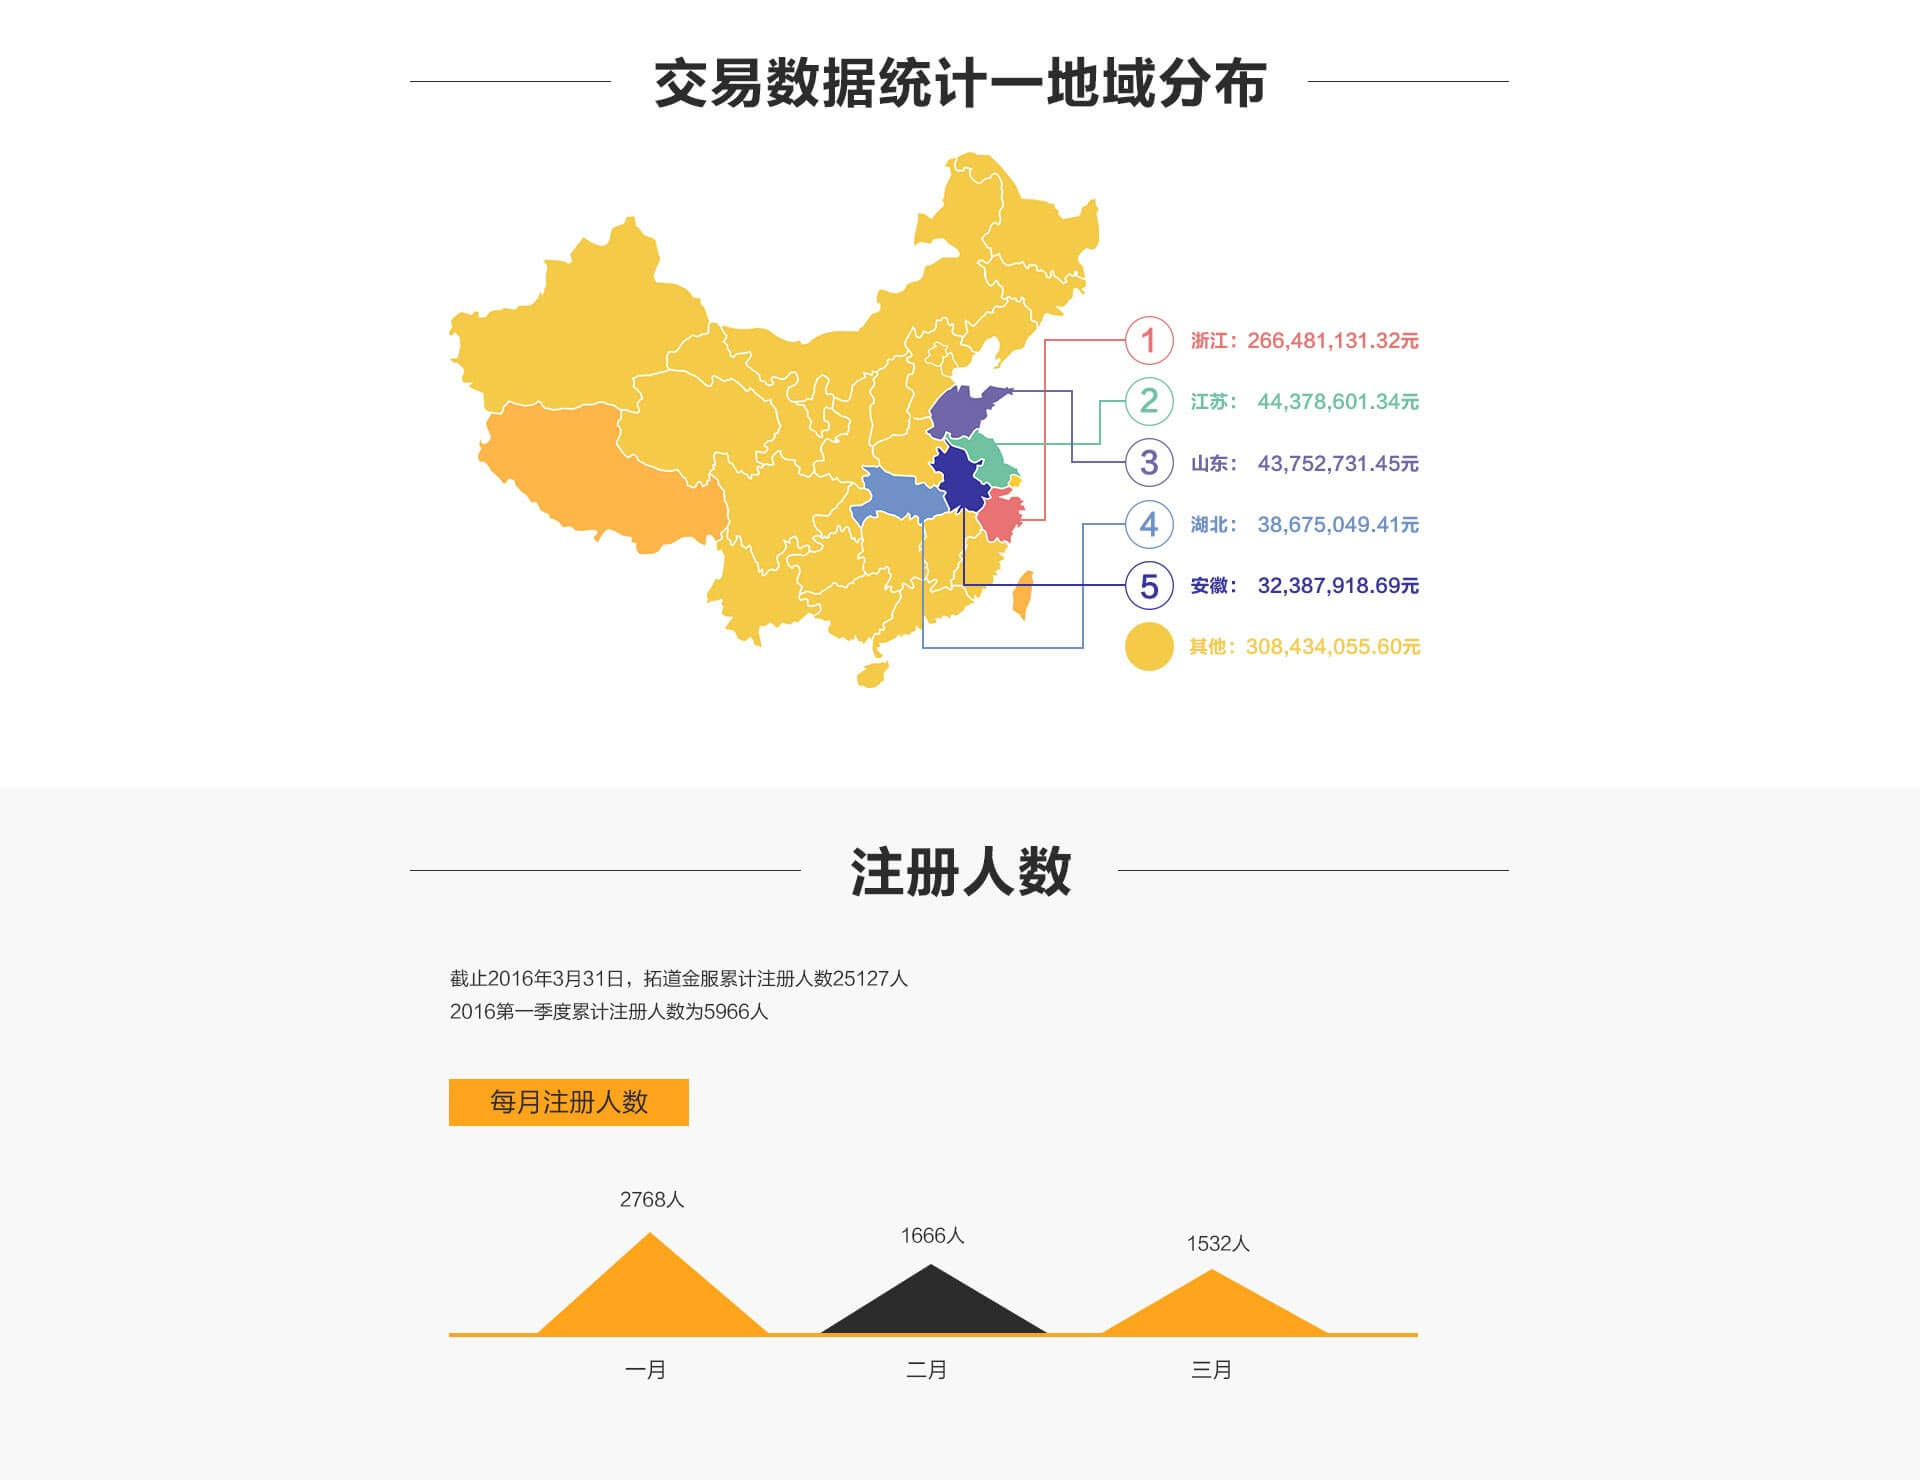 交易数据统计一地域分布
1 浙江：266,481,131.32元
2 江苏： 44,378,601.34元
3 山东： 43,752,731.45元
4 湖北： 38,675,049.41元
5 安徽： 32,387,918.69元
其他：308,434,055.60元
注册人数
截止2016年3月31日，拓道金服累计注册人数25127人
2016第一季度累计注册人数为5966人
每月注册人数
2768人
1666人
1532人
一月
二月
三月